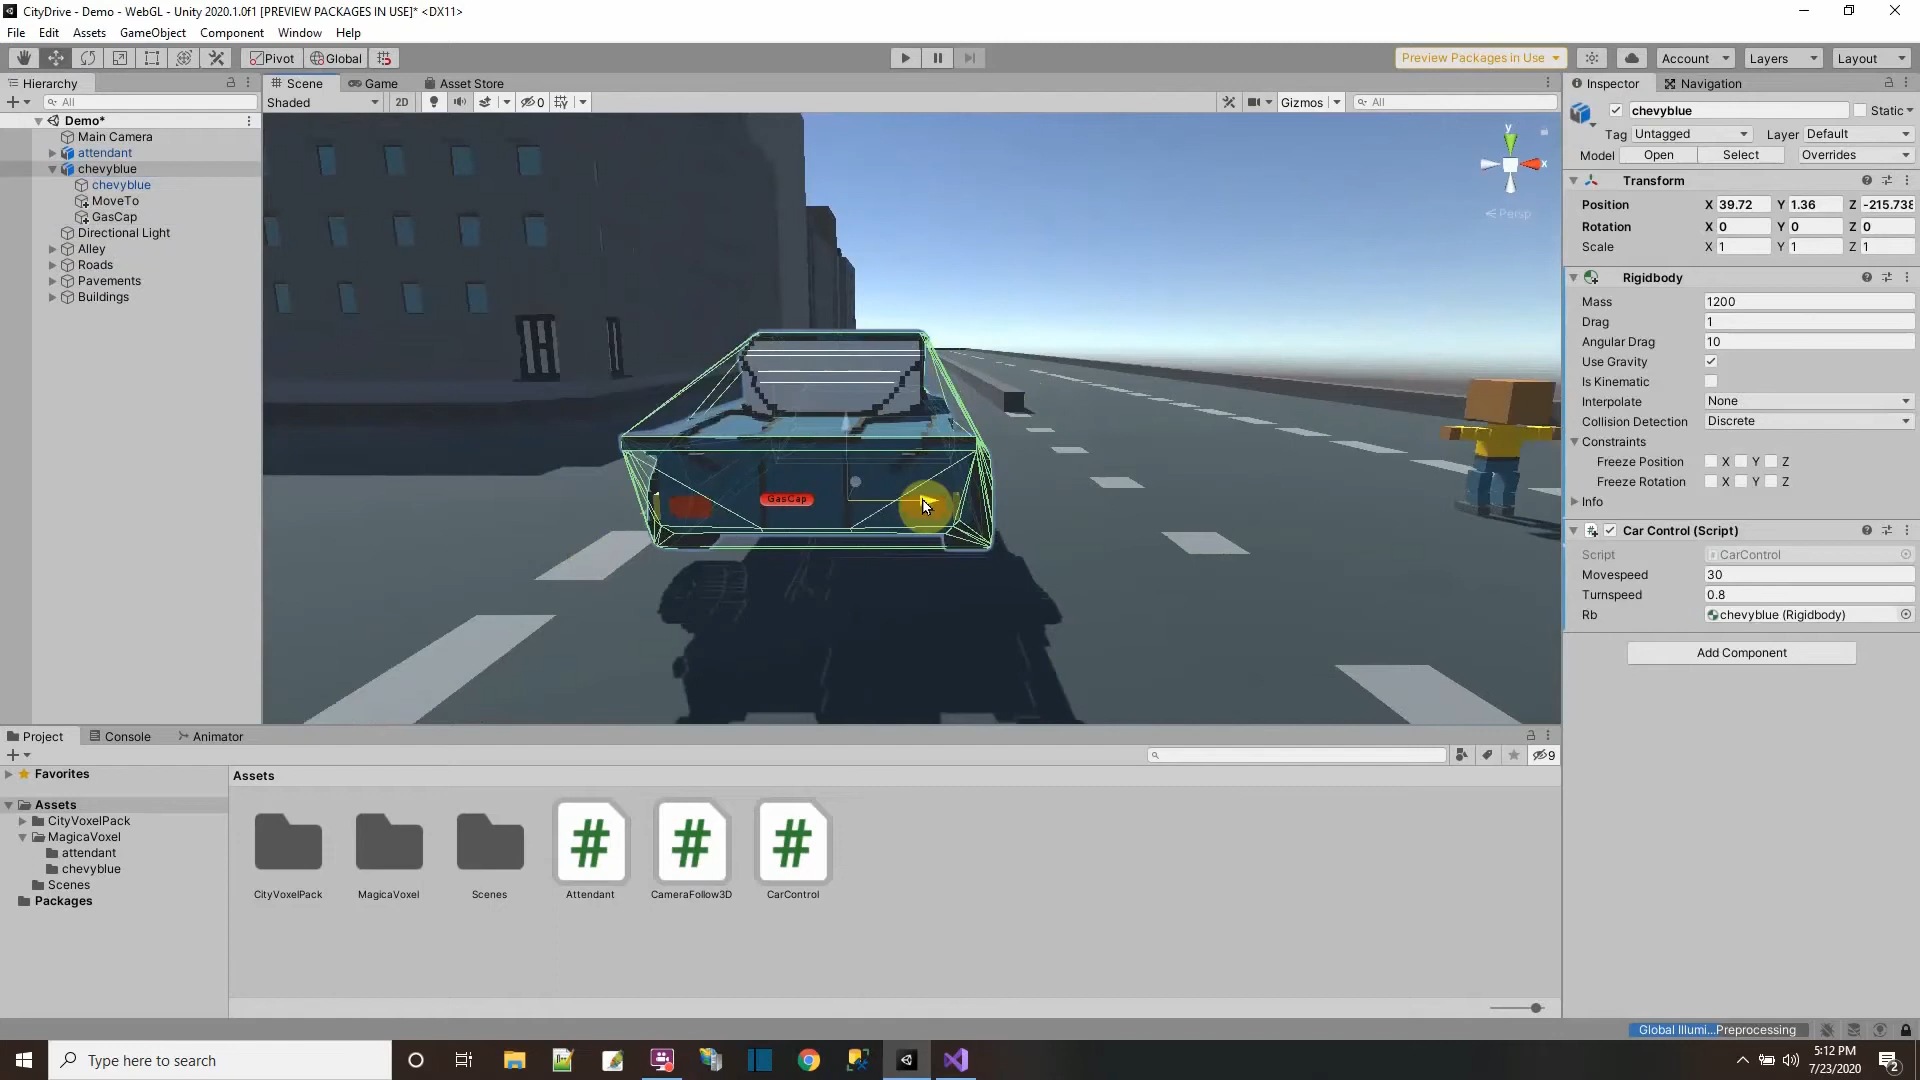 CityDrive - Demo - WebGL - Unity 2020.1.0f1 [PREVIEW PACKAGES IN USE]* <DX11>
File Edit Assets GameObject Component Window Help
Pivot Global Preview Packages in Use Account Layers Layout
Hierarchy Scene Game Asset Store Inspector Navigation
All Shaded 2D 0 Gizmos All
chevyblue Static
Demo*
Main Camera
attendant
chevyblue
chevyblue
MoveTo
GasCap
Directional Light
Alley
Roads
Pavements
Buildings
y
x
Persp
GasCap
Tag Untagged Layer Default
Model Open Select Overrides
Transform
Position X 39.72 Y 1.36 Z -215.738
Rotation X 0 Y 0 Z 0
Scale X 1 Y 1 Z 1
Rigidbody
Mass 1200
Drag 1
Angular Drag 10
Use Gravity
Is Kinematic
Interpolate None
Collision Detection Discrete
Constraints
Freeze Position X Y Z
Freeze Rotation X Y Z
Info
Car Control (Script)
Script CarControl
Movespeed 30
Turnspeed 0.8
Rb chevyblue (Rigidbody)
Add Component
Project Console Animator
9
Favorites
Assets
CityVoxelPack
MagicaVoxel
attendant
chevyblue
Scenes
Packages
Assets
CityVoxelPack MagicaVoxel Scenes Attendant CameraFollow3D CarControl
Global Illumi...Preprocessing
Type here to search
5:12 PM
7/23/2020
2